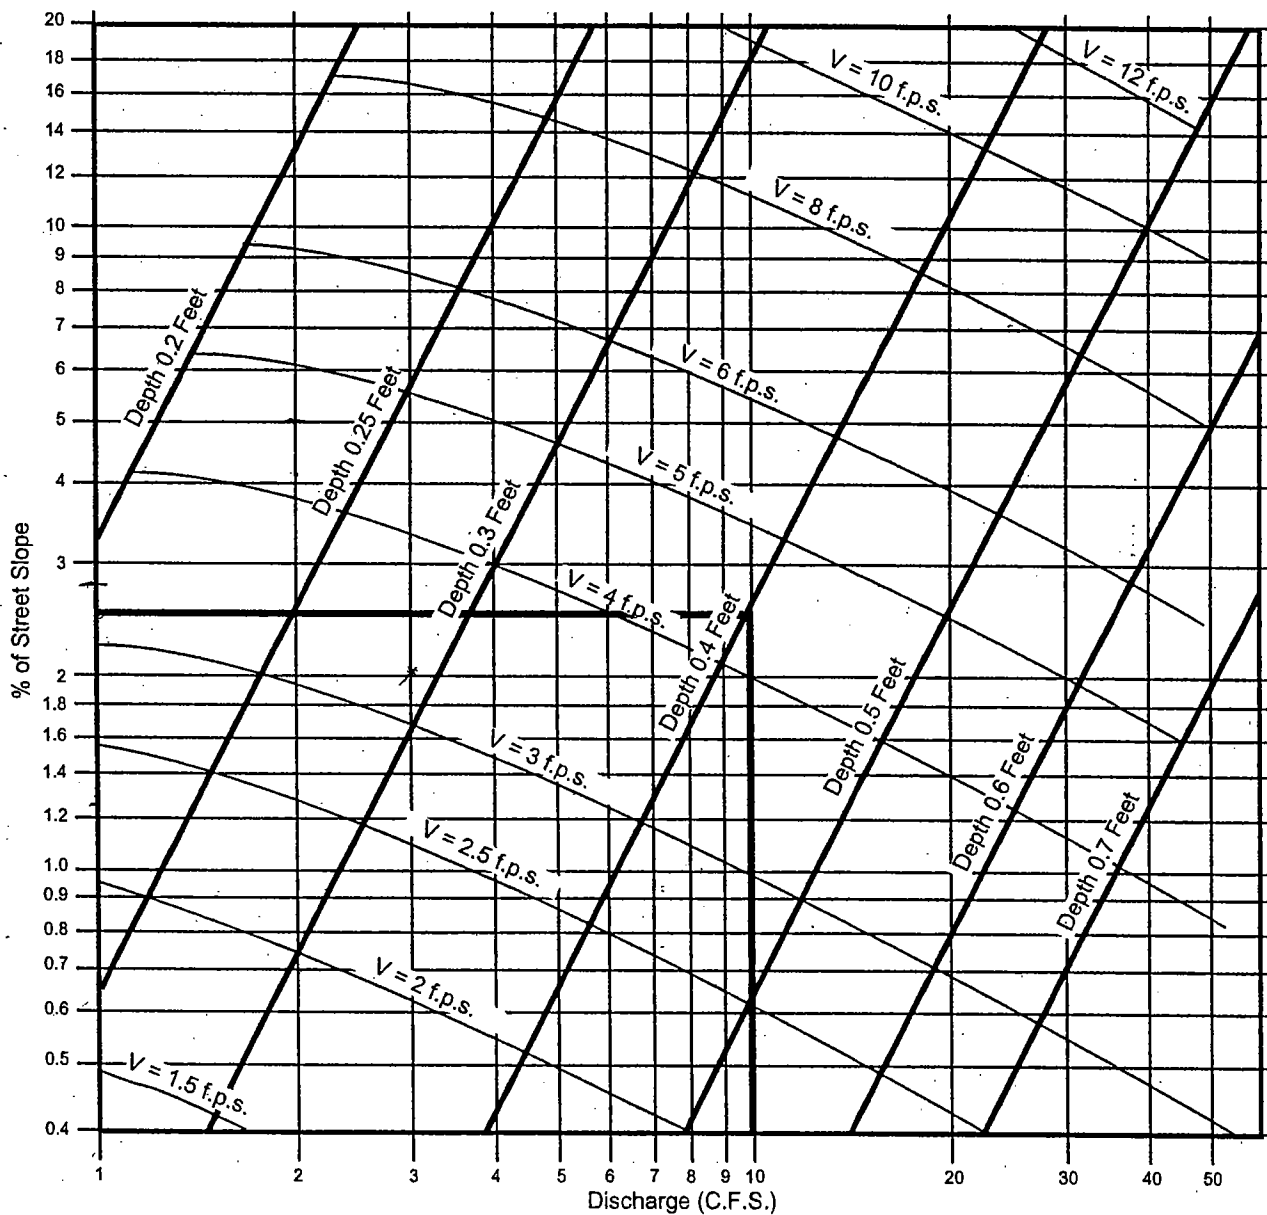 20
18
16
14
12
10
9
8
7
6
5
4
3
2
1.8
1.6
1.4
1.2
1.0
0.9
0.8
0.7
0.6
0.5
0.4
% of Street Slope
V = 12 f.p.s.
V = 10 f.p.s.
V = 8 f.p.s.
V = 6 f.p.s.
V = 5 f.p.s.
V = 4 f.p.s.
V = 3 f.p.s.
V = 2.5 f.p.s.
V = 2 f.p.s.
V = 1.5 f.p.s.
Depth 0.2 Feet
Depth 0.25 Feet
Depth 0.3 Feet
Depth 0.4 Feet
Depth 0.5 Feet
Depth 0.6 Feet
Depth 0.7 Feet
1 2 3 4 5 6 7 8 9 10 20 30 40 50
Discharge (C.F.S.)